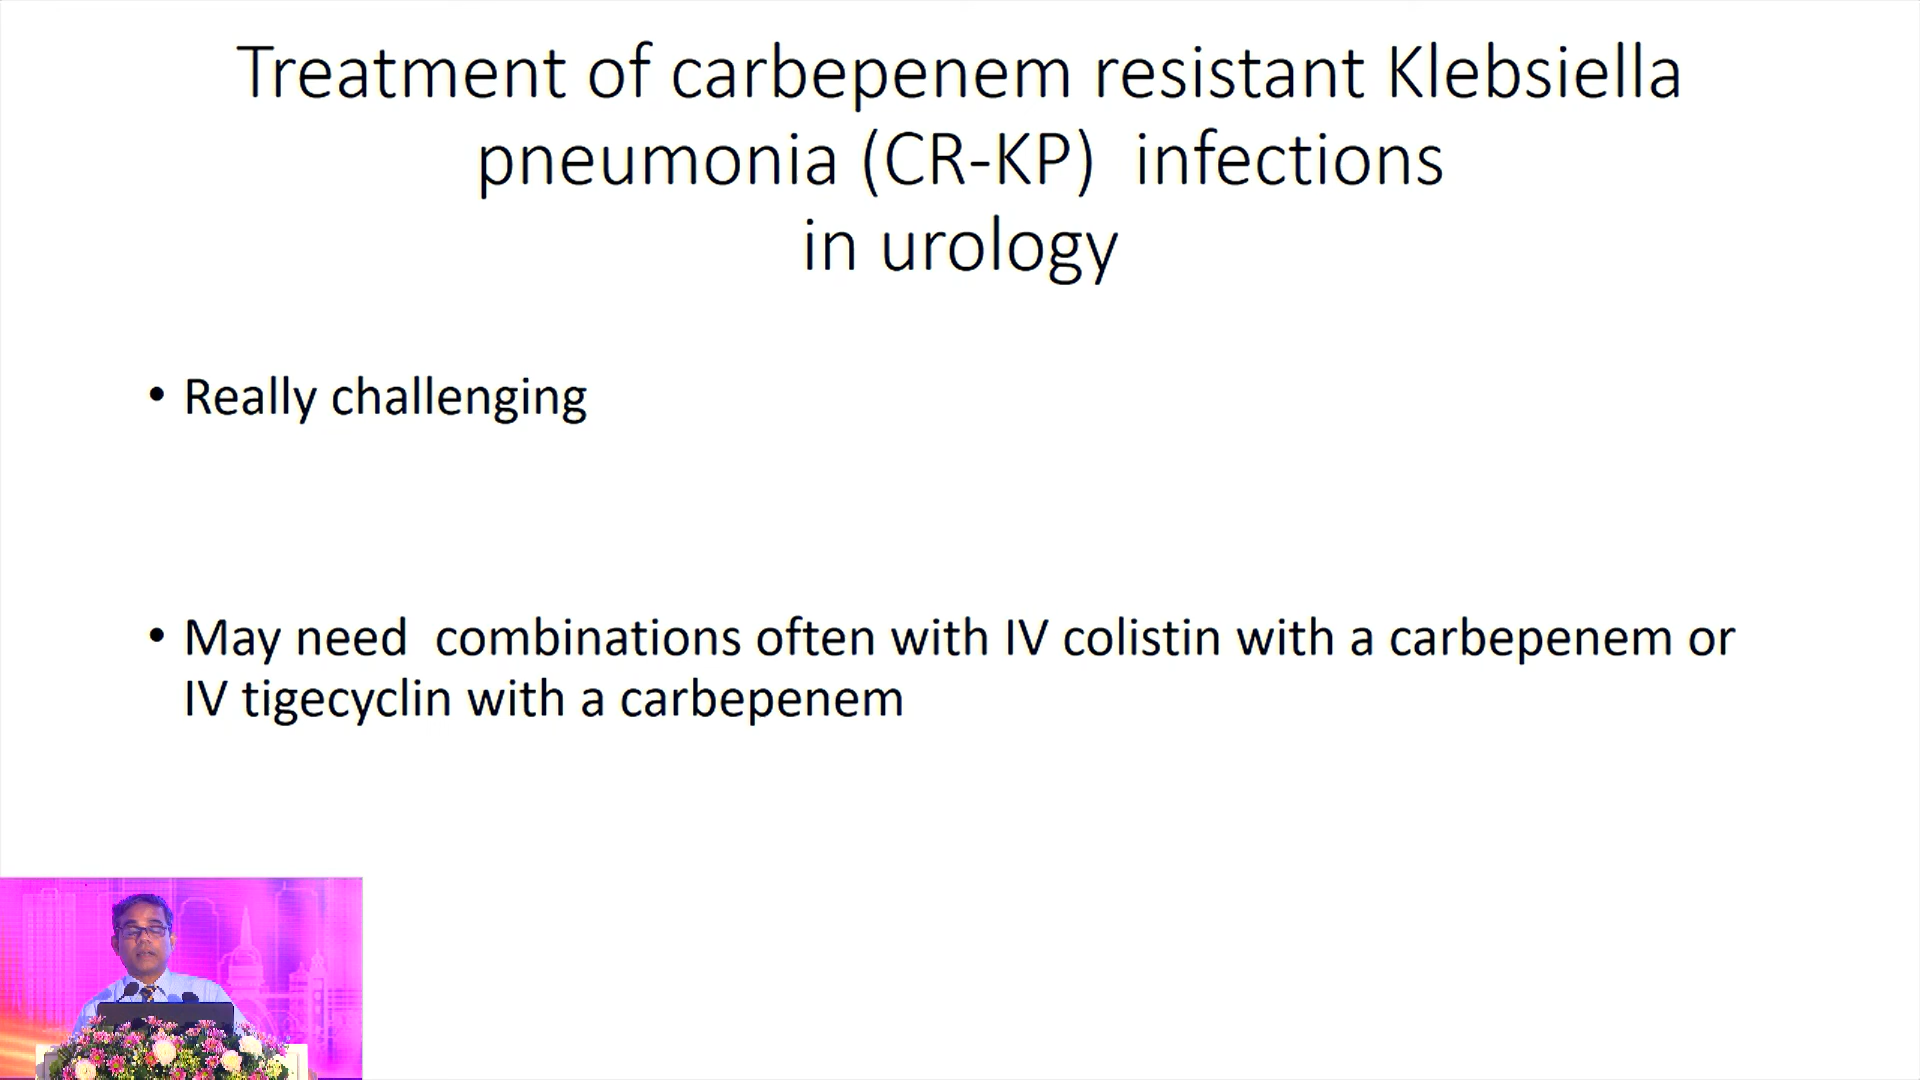 Treatment of carbepenem resistant Klebsiella
pneumonia (CR-KP)  infections
in urology
• Really challenging
• May need  combinations often with IV colistin with a carbepenem or
IV tigecyclin with a carbepenem